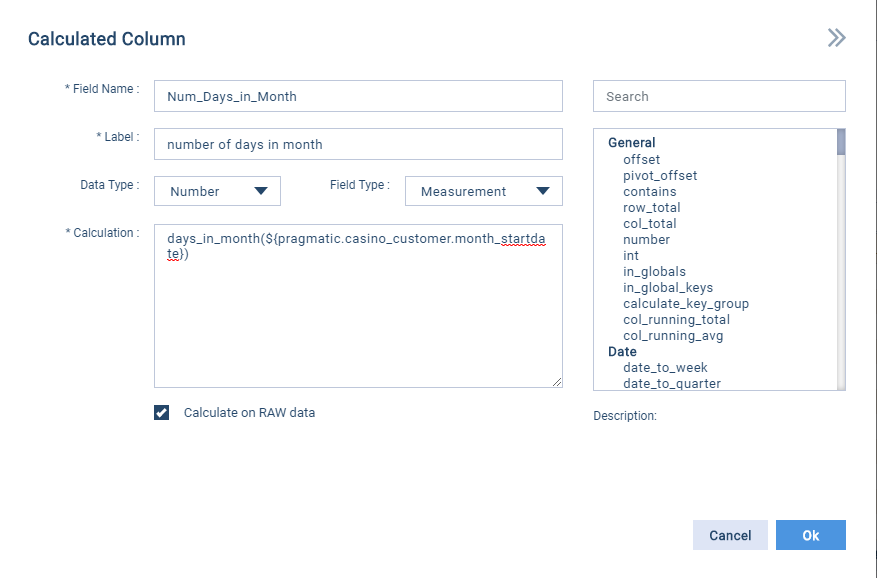 Calculated Column
* Field Name :
Num_Days_in_Month
* Label :
number of days in month
Data Type :
Number
Field Type :
Measurement
* Calculation :
days_in_month(${pragmatic.casino_customer.month_startda
te})
Calculate on RAW data
Search
General
offset
pivot_offset
contains
row_total
col_total
number
int
in_globals
in_global_keys
calculate_key_group
col_running_total
col_running_avg
Date
date_to_week
date_to_quarter
Description:
Cancel
Ok